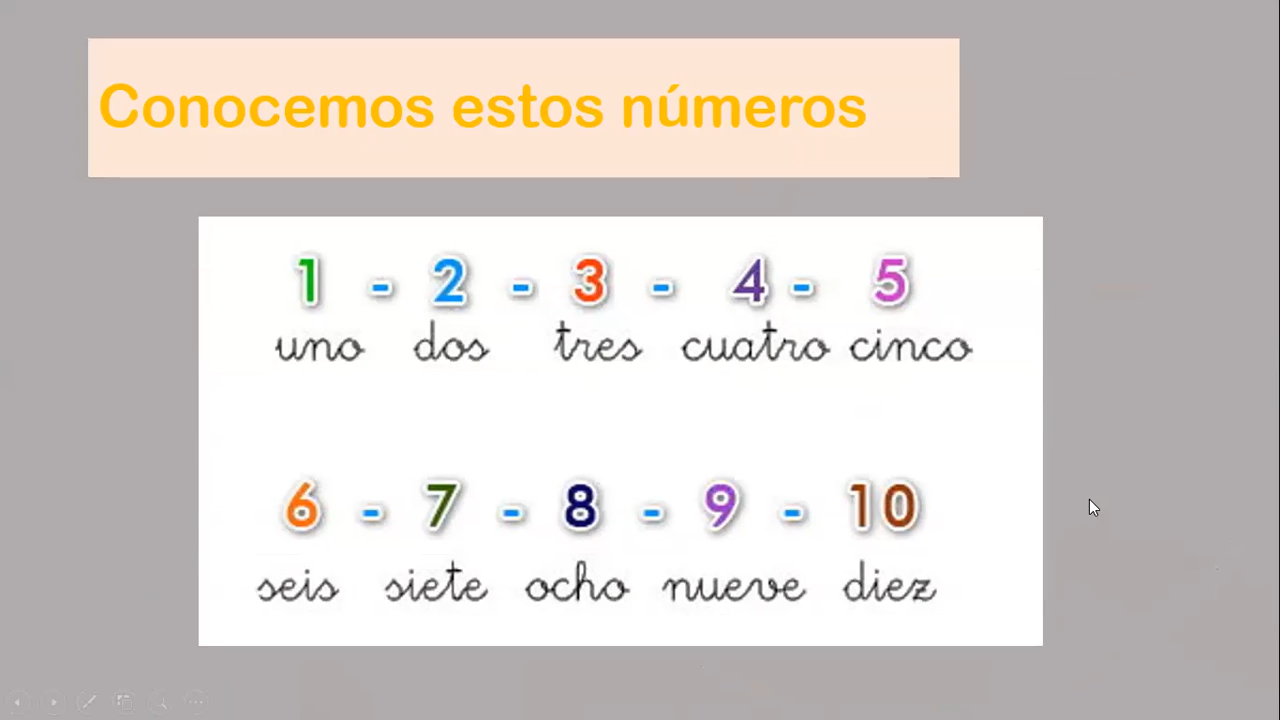 Conocemos estos números
1 - 2 - 3 - 4 - 5
uno dos tres cuatro cinco
6 - 7 - 8 - 9 - 10
seis siete ocho nueve diez